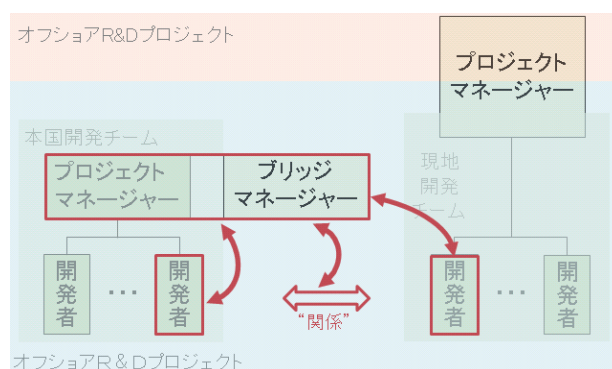 オフショアR&Dプロジェクト
プロジェクト
マネージャー
本国開発チーム
プロジェクト
マネージャー
ブリッジ
マネージャー
現地
開発
チーム
開発者
…
開発者
開発者
…
開発者
“関係”
オフショアR&Dプロジェクト